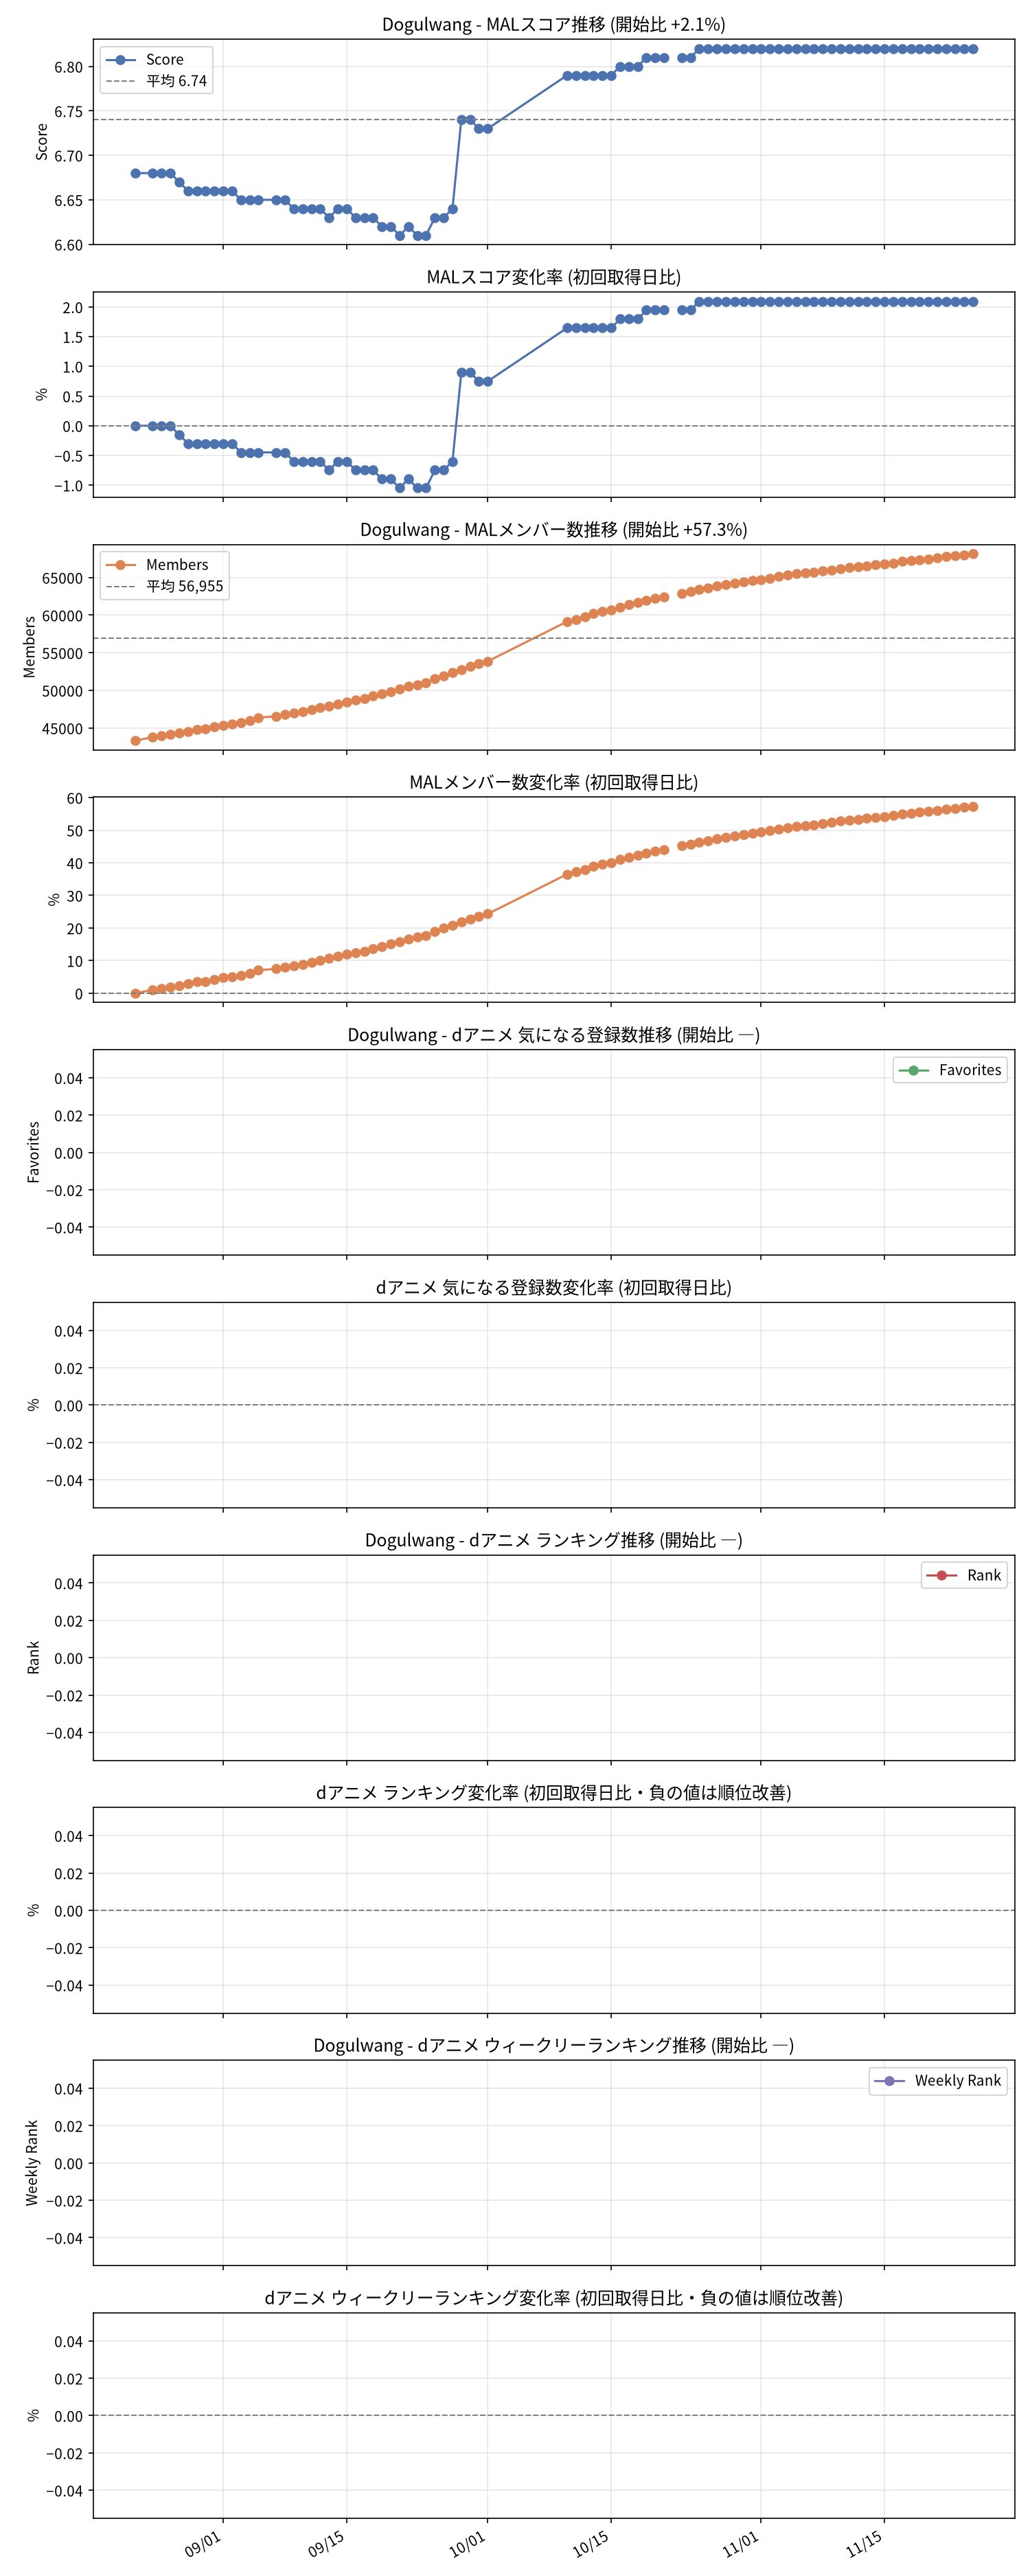 Dogulwang - MALスコア推移 (開始比 +2.1%)
Score
平均 6.74
Score
6.80
6.75
6.70
6.65
6.60
MALスコア変化率 (初回取得日比)
%
2.0
1.5
1.0
0.5
0.0
−0.5
−1.0
Dogulwang - MALメンバー数推移 (開始比 +57.3%)
Members
平均 56,955
Members
65000
60000
55000
50000
45000
MALメンバー数変化率 (初回取得日比)
%
60
50
40
30
20
10
0
Dogulwang - dアニメ 気になる登録数推移 (開始比 —)
Favorites
Favorites
0.04
0.02
0.00
−0.02
−0.04
dアニメ 気になる登録数変化率 (初回取得日比)
%
0.04
0.02
0.00
−0.02
−0.04
Dogulwang - dアニメ ランキング推移 (開始比 —)
Rank
Rank
0.04
0.02
0.00
−0.02
−0.04
dアニメ ランキング変化率 (初回取得日比・負の値は順位改善)
%
0.04
0.02
0.00
−0.02
−0.04
Dogulwang - dアニメ ウィークリーランキング推移 (開始比 —)
Weekly Rank
Weekly Rank
0.04
0.02
0.00
−0.02
−0.04
dアニメ ウィークリーランキング変化率 (初回取得日比・負の値は順位改善)
%
0.04
0.02
0.00
−0.02
−0.04
09/01
09/15
10/01
10/15
11/01
11/15